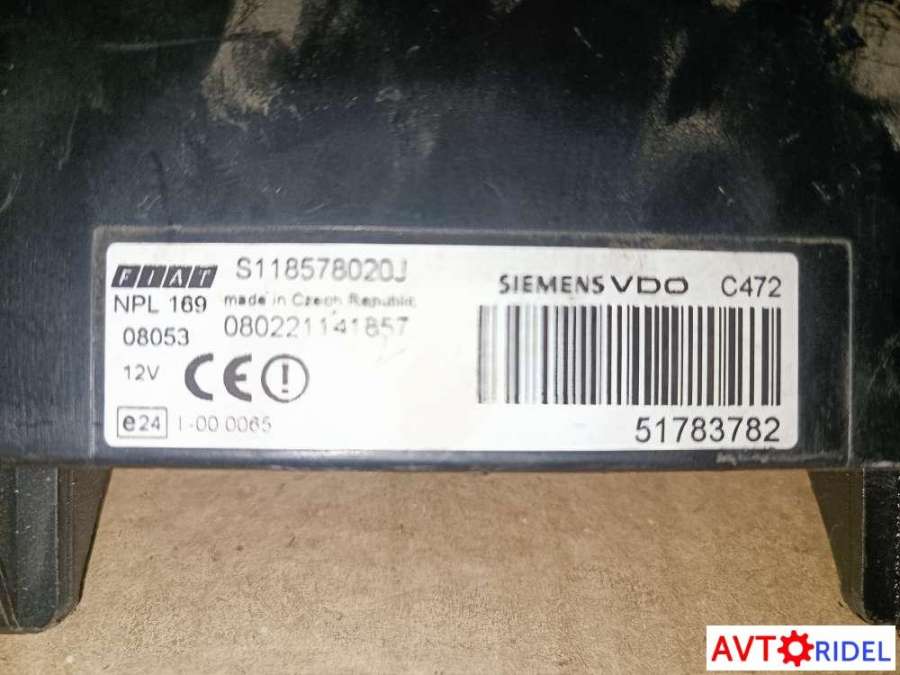 FIAT S118578020J SIEMENS VDO C472
NPL 169 made in Czech Republic
08053 080221141857
12V CE !
e24 I-00 0065 51783782
AVTORIDEL